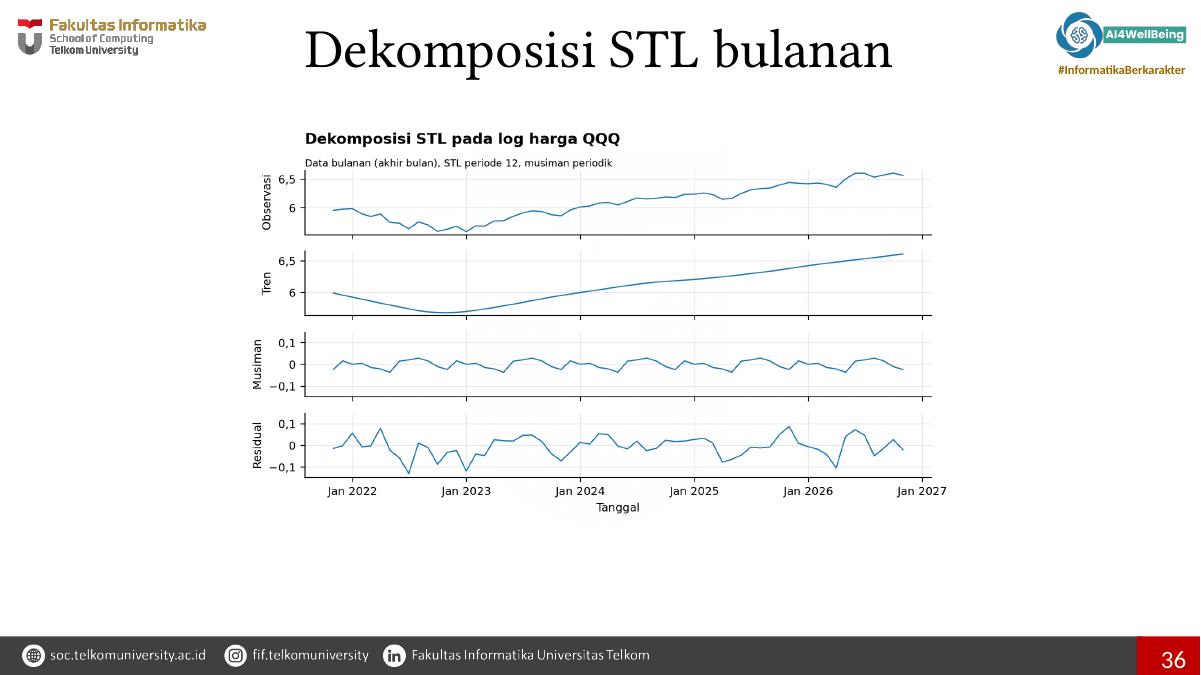 Fakultas Informatika
School of Computing
Telkom University
Dekomposisi STL bulanan
AI4WellBeing
#InformatikaBerkarakter
Dekomposisi STL pada log harga QQQ
Data bulanan (akhir bulan), STL periode 12, musiman periodik
Observasi
6,5
6
Tren
6,5
6
Musiman
0,1
0
−0,1
Residual
0,1
0
−0,1
Jan 2022 Jan 2023 Jan 2024 Jan 2025 Jan 2026 Jan 2027
Tanggal
soc.telkomuniversity.ac.id fif.telkomuniversity in Fakultas Informatika Universitas Telkom
36